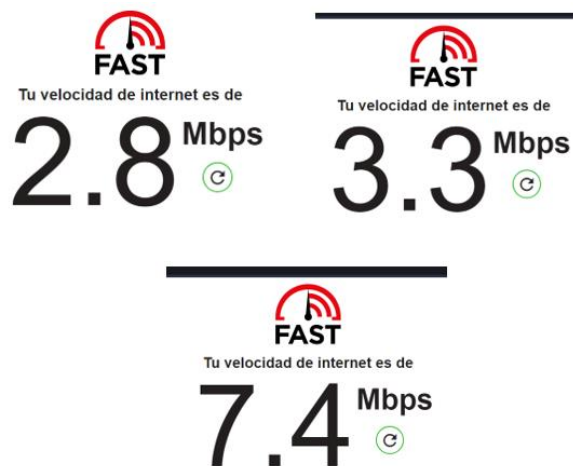 FAST
Tu velocidad de internet es de
2.8 Mbps
FAST
Tu velocidad de internet es de
3.3 Mbps
FAST
Tu velocidad de internet es de
7.4 Mbps